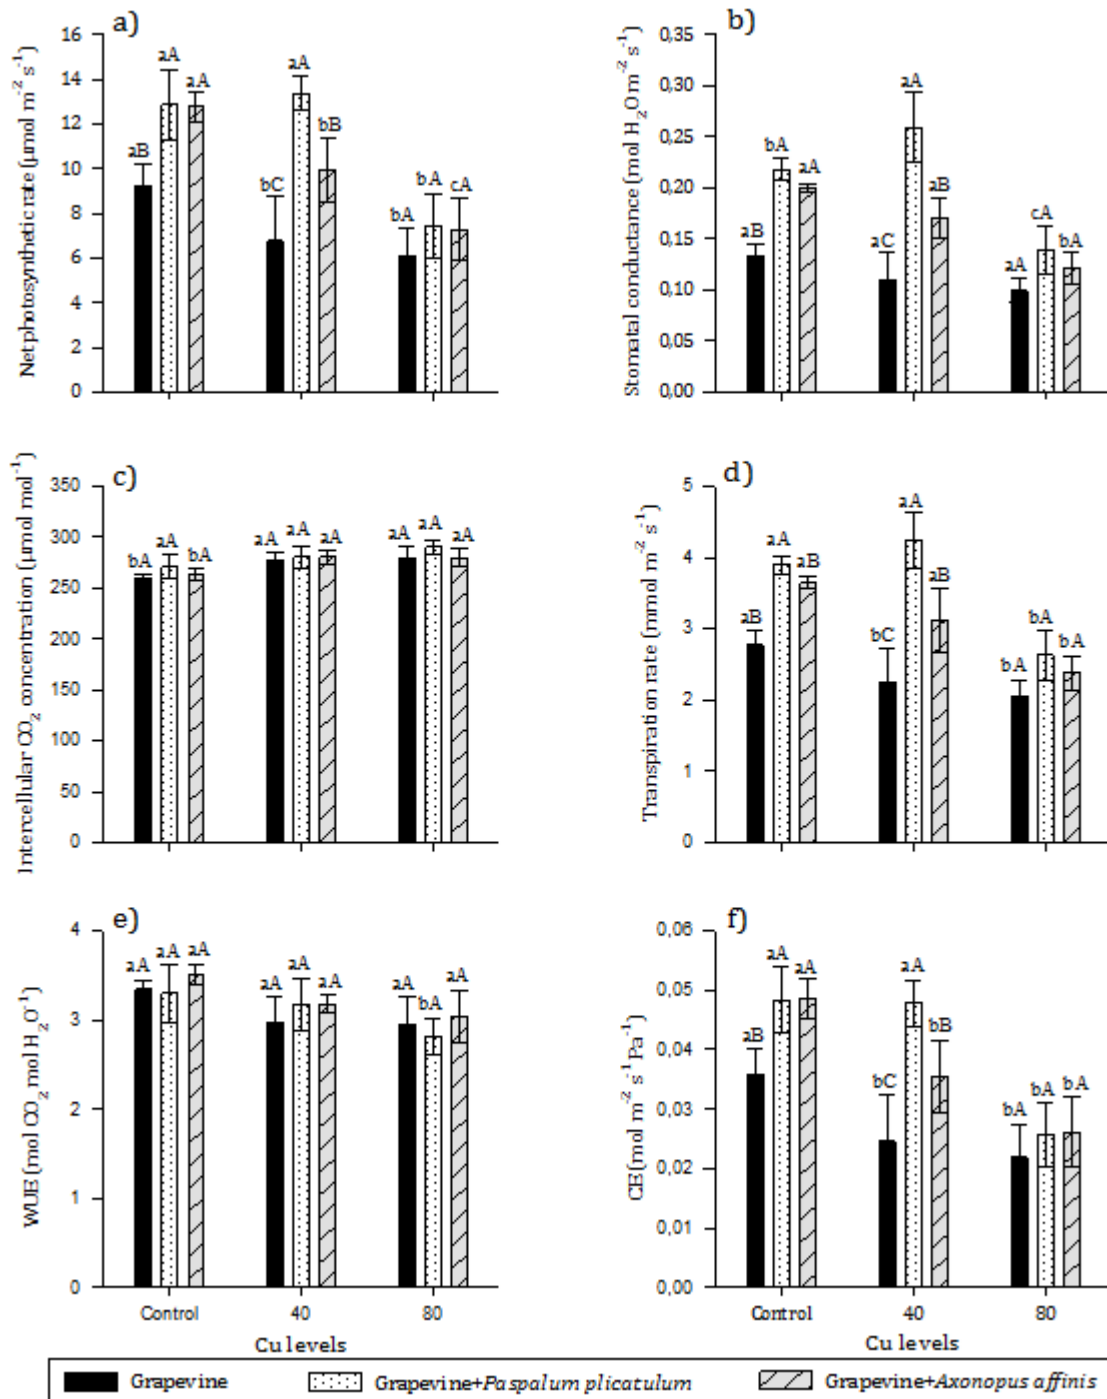 a)
Net photosynthetic rate (µmol m⁻² s⁻¹)
16
14
12
10
8
6
4
2
0
aB
aA
aA
bC
aA
bB
bA
bA
cA
b)
Stomatal conductance (mol H₂O m⁻² s⁻¹)
0,35
0,30
0,25
0,20
0,15
0,10
0,05
0,00
aB
bA
aA
aC
aA
aB
aA
cA
bA
c)
Intercellular CO₂ concentration (µmol mol⁻¹)
350
300
250
200
150
100
50
0
bA
aA
bA
aA
aA
aA
aA
aA
aA
d)
Transpiration rate (mmol m⁻² s⁻¹)
5
4
3
2
1
0
aB
aA
aB
bC
aA
aB
bA
bA
bA
e)
WUE (mol CO₂ mol H₂O⁻¹)
4
3
2
1
0
aA
aA
aA
aA
aA
aA
aA
bA
aA
Control
40
80
Cu levels
f)
CE (mol m⁻² s⁻¹ Pa⁻¹)
0,06
0,05
0,04
0,03
0,02
0,01
0,00
aB
aA
aA
bC
aA
bB
bA
bA
bA
Control
40
80
Cu levels
Grapevine
Grapevine+Paspalum plicatulum
Grapevine+Axonopus affinis